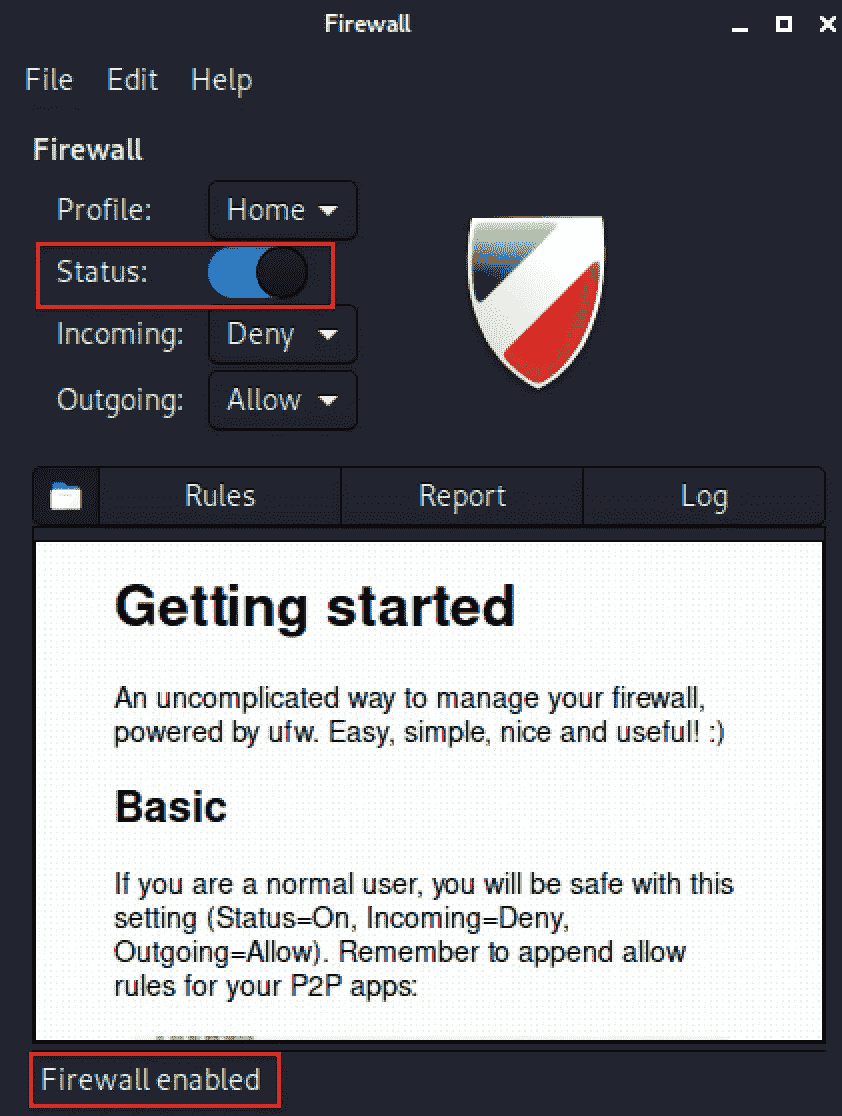 Firewall
File Edit Help
Firewall
Profile: Home
Status:
Incoming: Deny
Outgoing: Allow
Rules Report Log
Getting started
An uncomplicated way to manage your firewall,
powered by ufw. Easy, simple, nice and useful! :)
Basic
If you are a normal user, you will be safe with this
setting (Status=On, Incoming=Deny,
Outgoing=Allow). Remember to append allow
rules for your P2P apps:
Firewall enabled